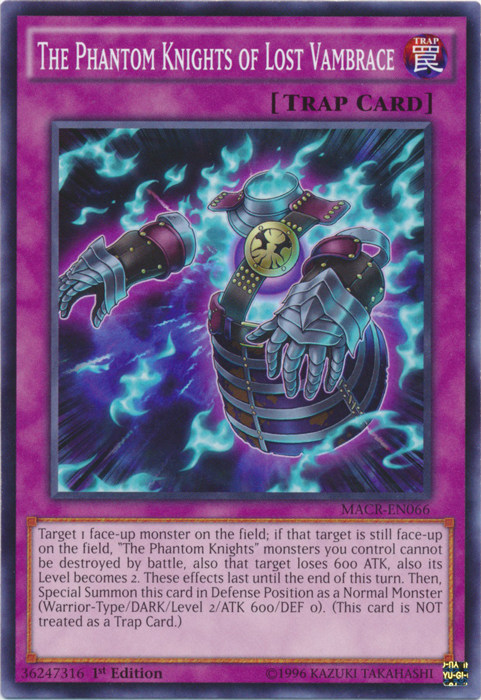 The Phantom Knights of Lost Vambrace
TRAP
罠
[Trap Card]
MACR-EN066
Target 1 face-up monster on the field; if that target is still face-up
on the field, "The Phantom Knights" monsters you control cannot
be destroyed by battle, also that target loses 600 ATK, also its
Level becomes 2. These effects last until the end of this turn. Then,
Special Summon this card in Defense Position as a Normal Monster
(Warrior-Type/DARK/Level 2/ATK 600/DEF 0). (This card is NOT
treated as a Trap Card.)
36247316 1st Edition
©1996 KAZUKI TAKAHASHI